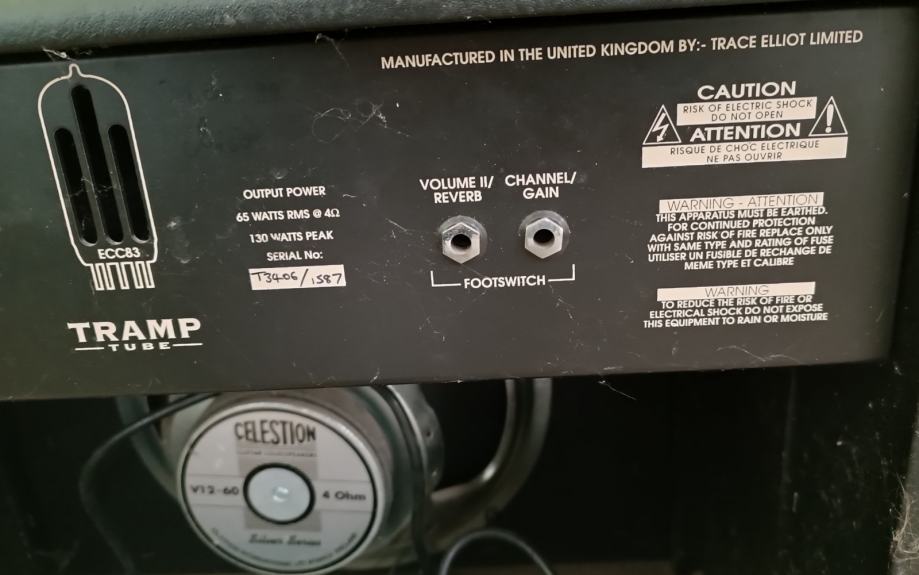 MANUFACTURED IN THE UNITED KINGDOM BY:- TRACE ELLIOT LIMITED
ECC83
TRAMP
TUBE
OUTPUT POWER
65 WATTS RMS @ 4Ω
130 WATTS PEAK
SERIAL No:
T3406/1587
VOLUME II/
REVERB
CHANNEL/
GAIN
FOOTSWITCH
CAUTION
RISK OF ELECTRIC SHOCK
DO NOT OPEN
ATTENTION
RISQUE DE CHOC ELECTRIQUE
NE PAS OUVRIR
WARNING - ATTENTION
THIS APPARATUS MUST BE EARTHED.
FOR CONTINUED PROTECTION
AGAINST RISK OF FIRE REPLACE ONLY
WITH SAME TYPE AND RATING OF FUSE
UTILISER UN FUSIBLE DE RECHANGE DE
MEME TYPE ET CALIBRE
WARNING
TO REDUCE THE RISK OF FIRE OR
ELECTRICAL SHOCK DO NOT EXPOSE
THIS EQUIPMENT TO RAIN OR MOISTURE
CELESTION
V12-60
4 Ohm
Silver Series